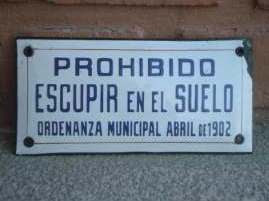 PROHIBIDO
ESCUPIR EN EL SUELO
ORDENANZA MUNICIPAL ABRIL DE 1902